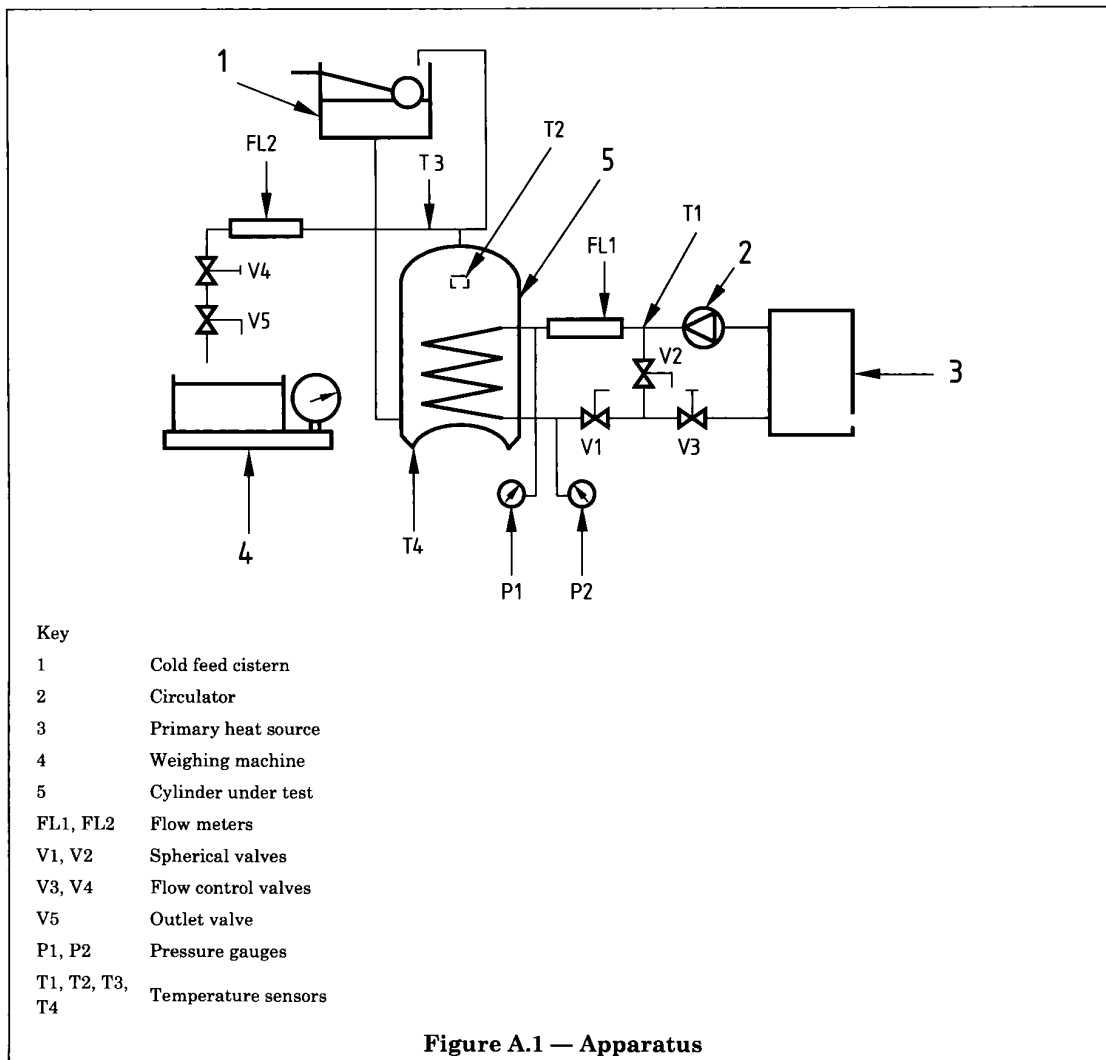 1
T2
FL2
T3
5
T1
FL1
2
V4
V2
V5
3
V1
V3
4
T4
P1
P2
Key
1 Cold feed cistern
2 Circulator
3 Primary heat source
4 Weighing machine
5 Cylinder under test
FL1, FL2 Flow meters
V1, V2 Spherical valves
V3, V4 Flow control valves
V5 Outlet valve
P1, P2 Pressure gauges
T1, T2, T3,
T4 Temperature sensors
Figure A.1 — Apparatus